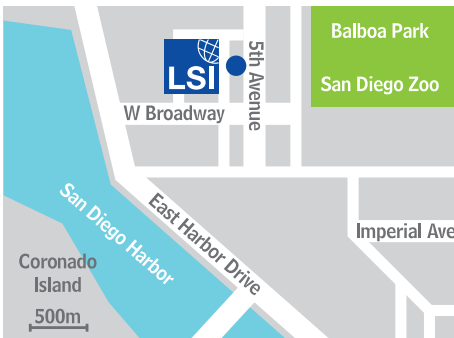 Balboa Park
San Diego Zoo
LSI
5th Avenue
W Broadway
East Harbor Drive
San Diego Harbor
Imperial Ave
Coronado
Island
500m